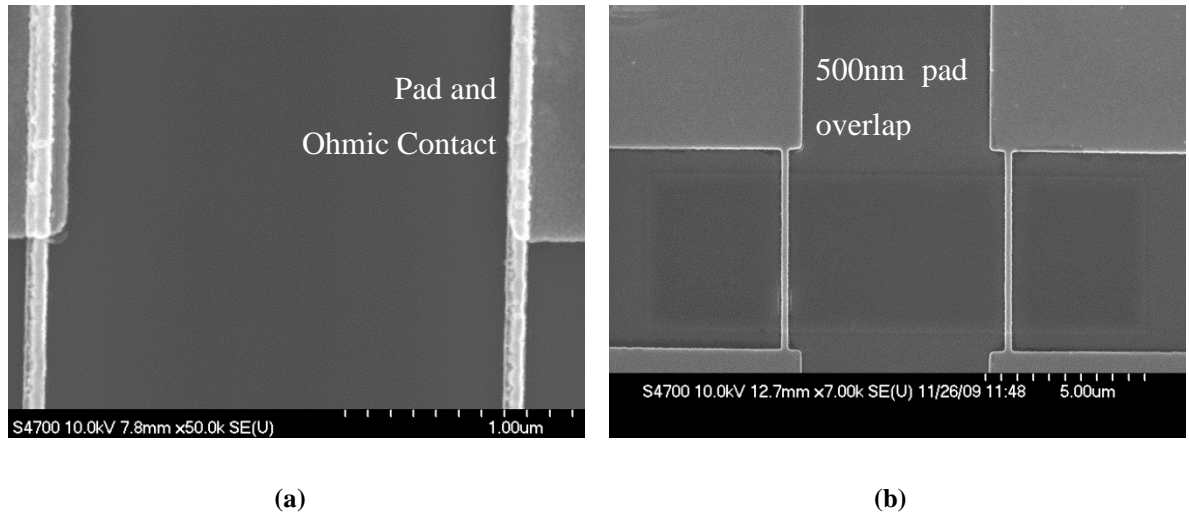 Pad and
Ohmic Contact
S4700 10.0kV 7.8mm x50.0k SE(U)
1.00um
500nm pad
overlap
S4700 10.0kV 12.7mm x7.00k SE(U) 11/26/09 11:48
5.00um
(a)
(b)